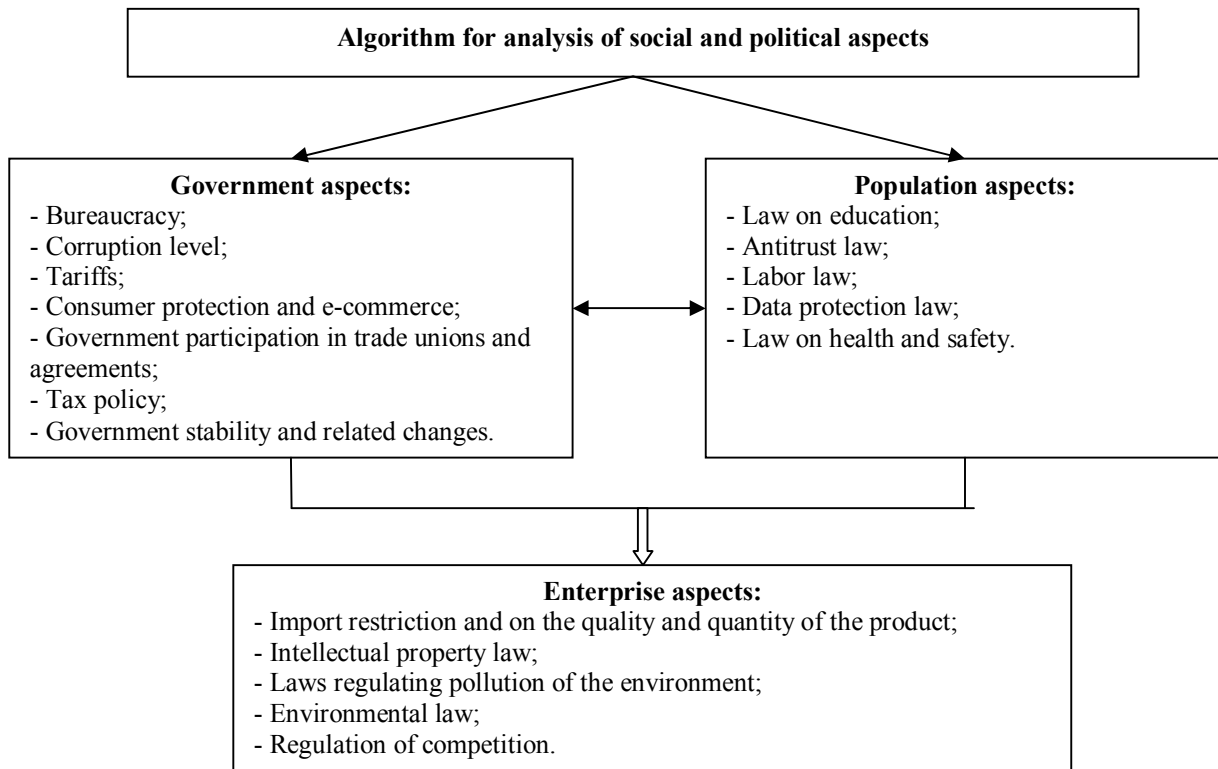 Algorithm for analysis of social and political aspects
Government aspects:
- Bureaucracy;
- Corruption level;
- Tariffs;
- Consumer protection and e-commerce;
- Government participation in trade unions and
agreements;
- Tax policy;
- Government stability and related changes.
Population aspects:
- Law on education;
- Antitrust law;
- Labor law;
- Data protection law;
- Law on health and safety.
Enterprise aspects:
- Import restriction and on the quality and quantity of the product;
- Intellectual property law;
- Laws regulating pollution of the environment;
- Environmental law;
- Regulation of competition.